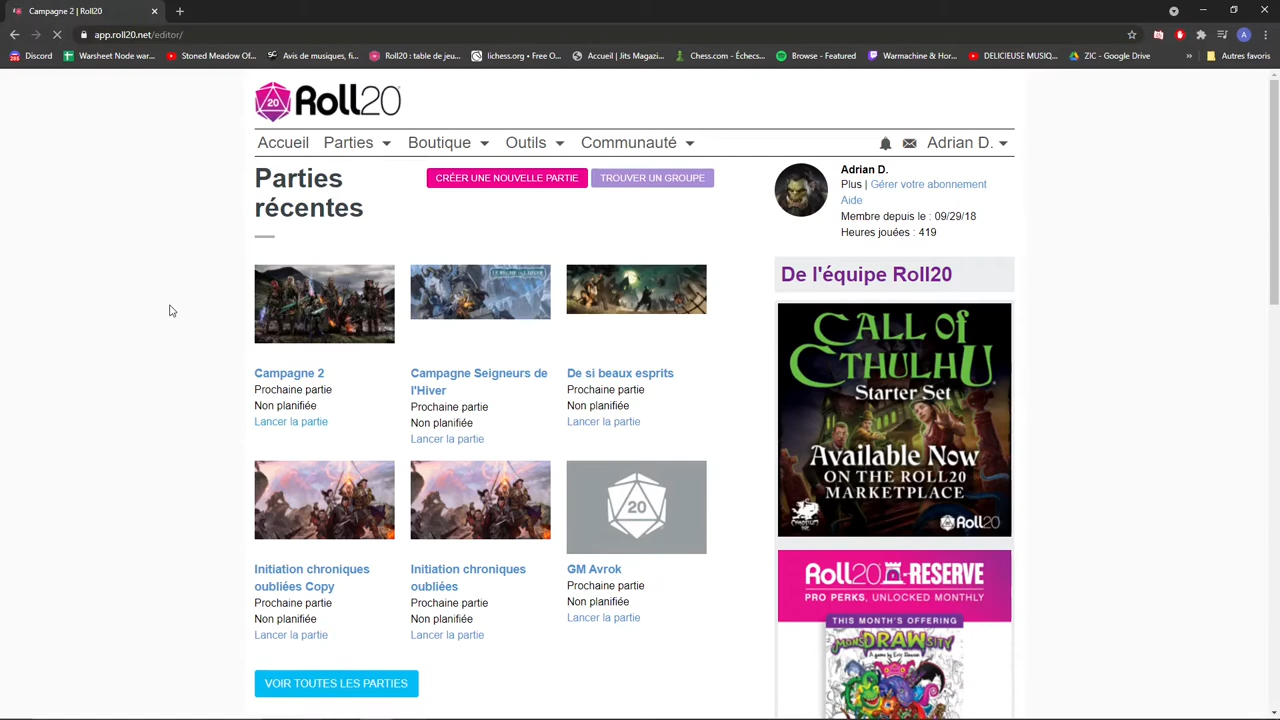 Campagne 2 | Roll20
app.roll20.net/editor/
Discord
Warsheet Node war...
Stoned Meadow Of...
Avis de musiques, fi...
Roll20 : table de jeu...
lichess.org • Free O...
Accueil | Jits Magazi...
Chess.com - Échecs...
Browse - Featured
Warmachine & Hor...
DELICIEUSE MUSIQ...
ZIC - Google Drive
Autres favoris
20 Roll20
Accueil
Parties
Boutique
Outils
Communauté
Adrian D.
Parties récentes
CRÉER UNE NOUVELLE PARTIE
TROUVER UN GROUPE
Adrian D.
Plus | Gérer votre abonnement
Aide
Membre depuis le : 09/29/18
Heures jouées : 419
Campagne 2
Prochaine partie
Non planifiée
Lancer la partie
Campagne Seigneurs de
l'Hiver
Prochaine partie
Non planifiée
Lancer la partie
De si beaux esprits
Prochaine partie
Non planifiée
Lancer la partie
Initiation chroniques
oubliées Copy
Prochaine partie
Non planifiée
Lancer la partie
Initiation chroniques
oubliées
Prochaine partie
Non planifiée
Lancer la partie
20
GM Avrok
Prochaine partie
Non planifiée
Lancer la partie
VOIR TOUTES LES PARTIES
De l'équipe Roll20
CALL of
CTHULHU
Starter Set
Available Now
ON THE ROLL20
MARKETPLACE
CHAOSIUM INC.
Roll20
Roll20 RESERVE
PRO PERKS, UNLOCKED MONTHLY
THIS MONTH'S OFFERING
MONSDRAWSITY